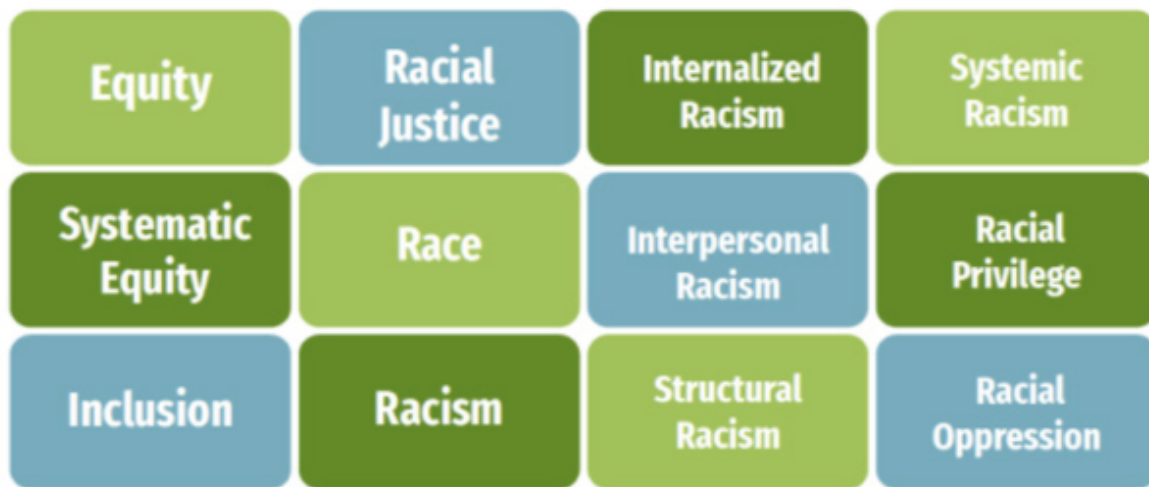 Equity
Racial
Justice
Internalized
Racism
Systemic
Racism
Systematic
Equity
Race
Interpersonal
Racism
Racial
Privilege
Inclusion
Racism
Structural
Racism
Racial
Oppression